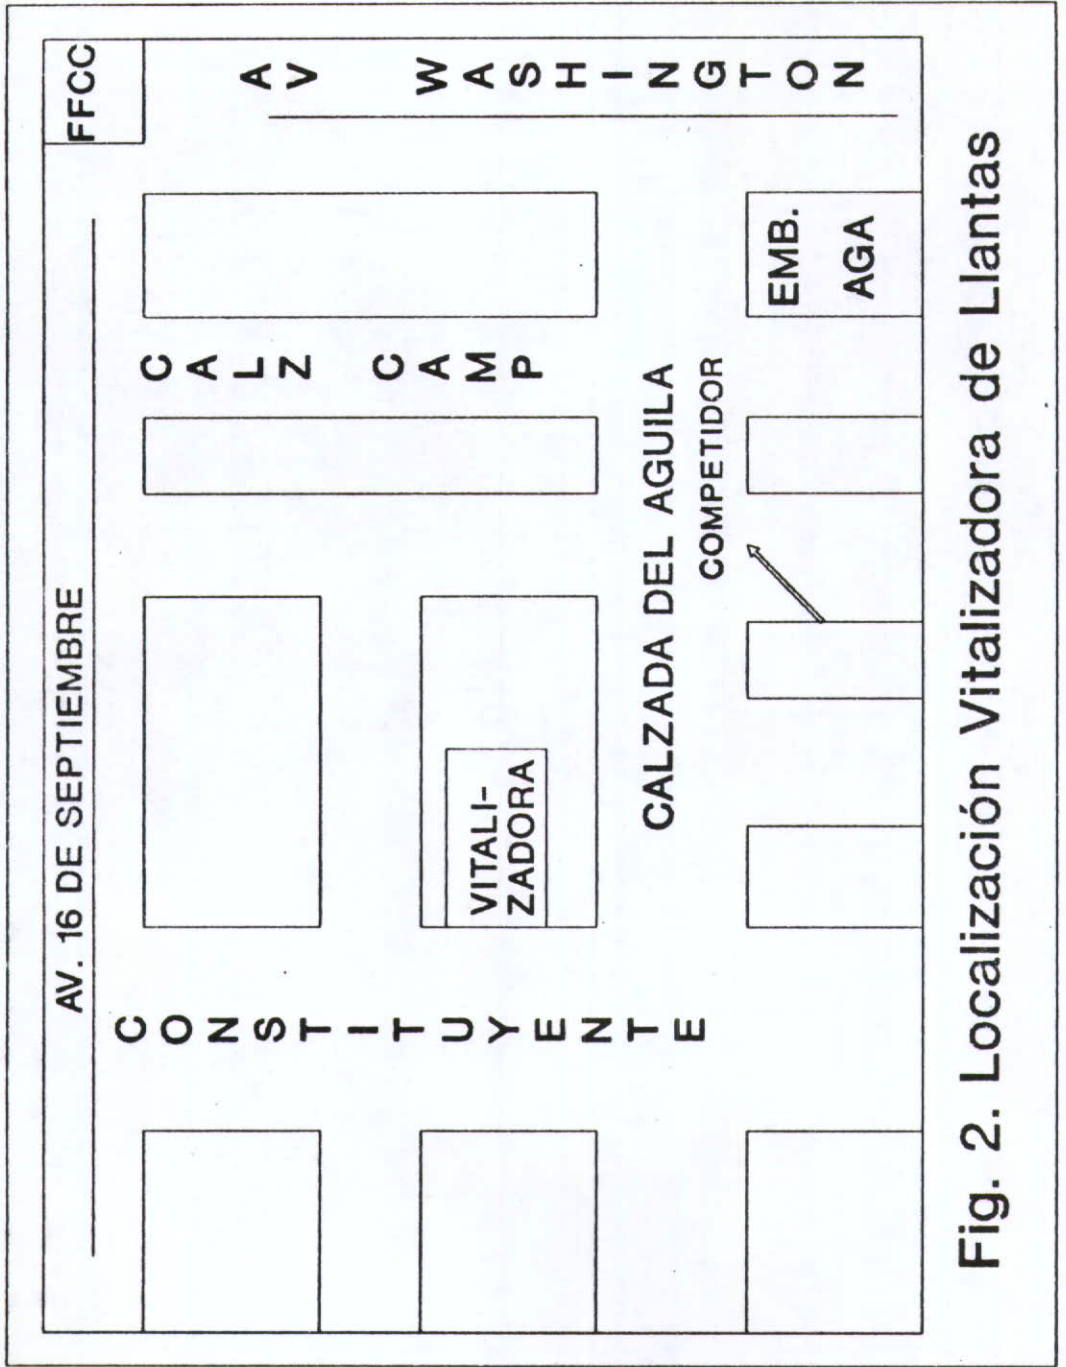 AV. 16 DE SEPTIEMBRE
FFCC
AV WASHINGTON
CALZ CAMP
CONSTITUYENTE
VITALI-
ZADORA
CALZADA DEL AGUILA
COMPETIDOR
EMB.
AGA
Fig. 2. Localización Vitalizadora de Llantas